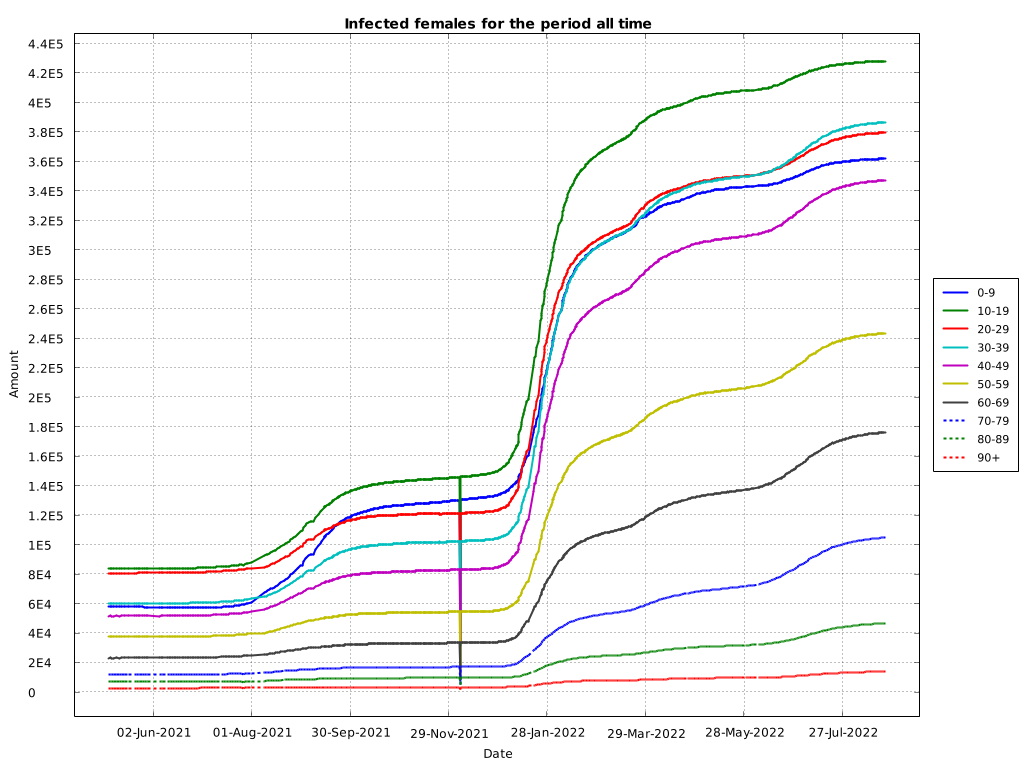 Infected females for the period all time
4.4E5
4.2E5
4E5
3.8E5
3.6E5
3.4E5
3.2E5
3E5
2.8E5
2.6E5
2.4E5
2.2E5
2E5
1.8E5
1.6E5
1.4E5
1.2E5
1E5
8E4
6E4
4E4
2E4
0
Amount
02-Jun-2021 01-Aug-2021 30-Sep-2021 29-Nov-2021 28-Jan-2022 29-Mar-2022 28-May-2022 27-Jul-2022
Date
0-9
10-19
20-29
30-39
40-49
50-59
60-69
70-79
80-89
90+